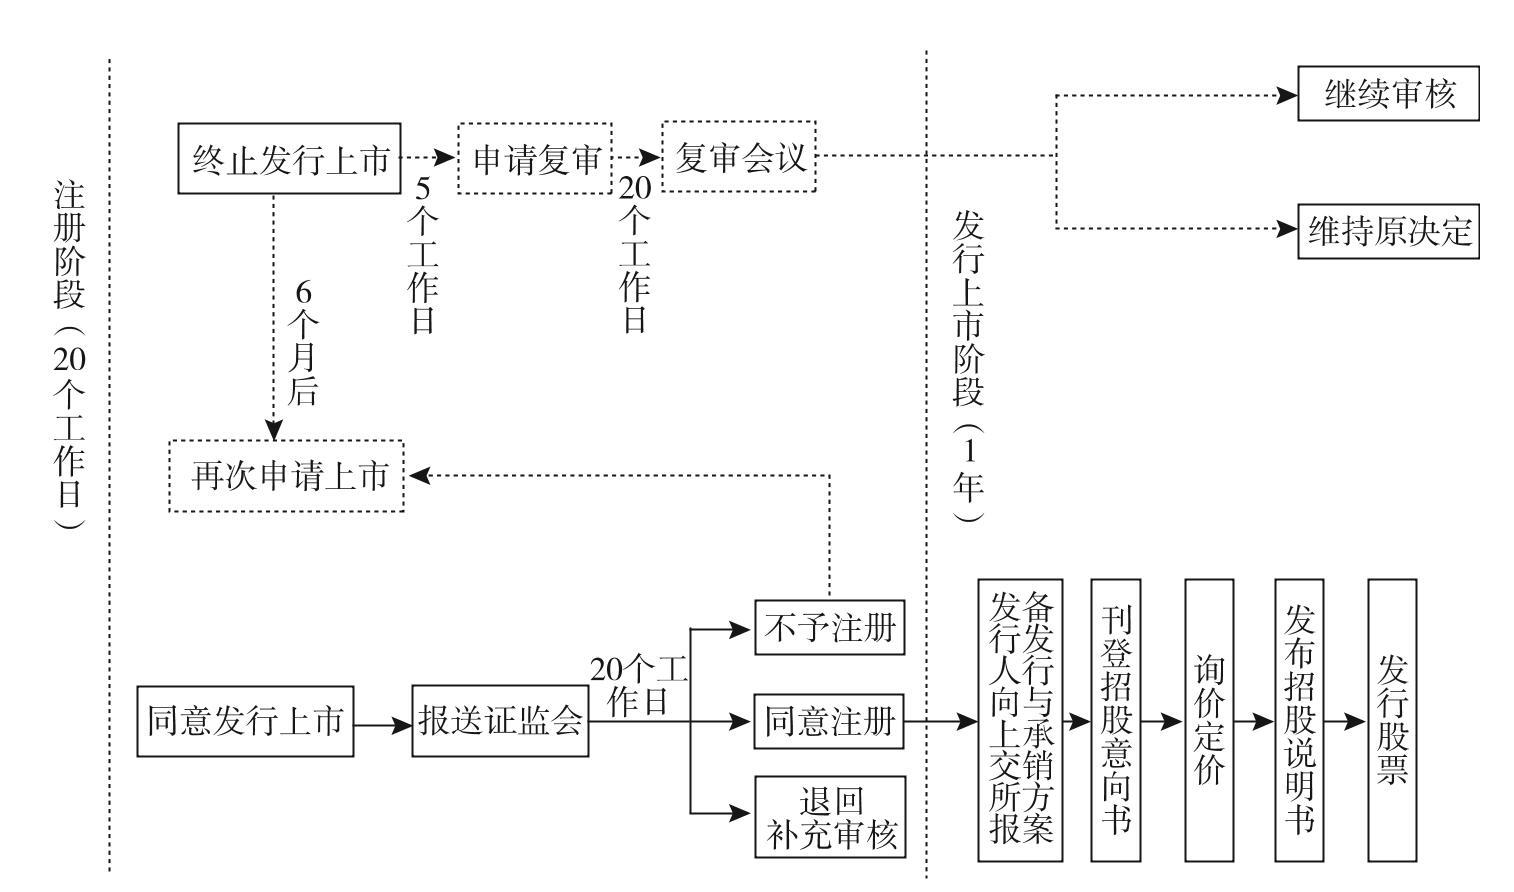 注册阶段（20个工作日）
终止发行上市
5个工作日
申请复审
20个工作日
复审会议
6个月后
再次申请上市
同意发行上市
报送证监会
20个工
作日
不予注册
同意注册
退回
补充审核
发行上市阶段（1年）
继续审核
维持原决定
发行人向上交所报
备发行与承销方案
刊登招股意向书
询价定价
发布招股说明书
发行股票